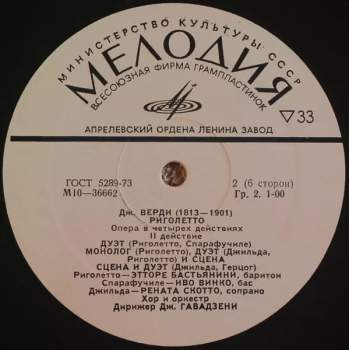 МИНИСТЕРСТВО КУЛЬТУРЫ СССР
МЕЛОДИЯ
ВСЕСОЮЗНАЯ ФИРМА ГРАМПЛАСТИНОК
33
АПРЕЛЕВСКИЙ ОРДЕНА ЛЕНИНА ЗАВОД
ГОСТ 5289-73
М10—36662
2 (6 сторон)
Гр. 2. 1-00
Дж. ВЕРДИ (1813—1901)
РИГОЛЕТТО
Опера в четырех действиях
II действие
ДУЭТ (Риголетто, Спарафучиле)
МОНОЛОГ (Риголетто), ДУЭТ (Джильда,
Риголетто) И СЦЕНА
СЦЕНА И ДУЭТ (Джильда, Герцог)
Риголетто—ЭТТОРЕ БАСТЬЯНИНИ, баритон
Спарафучиле—ИВО ВИНКО, бас
Джильда—РЕНАТА СКОТТО, сопрано
Хор и оркестр
Дирижер Дж. ГАВАДЗЕНИ